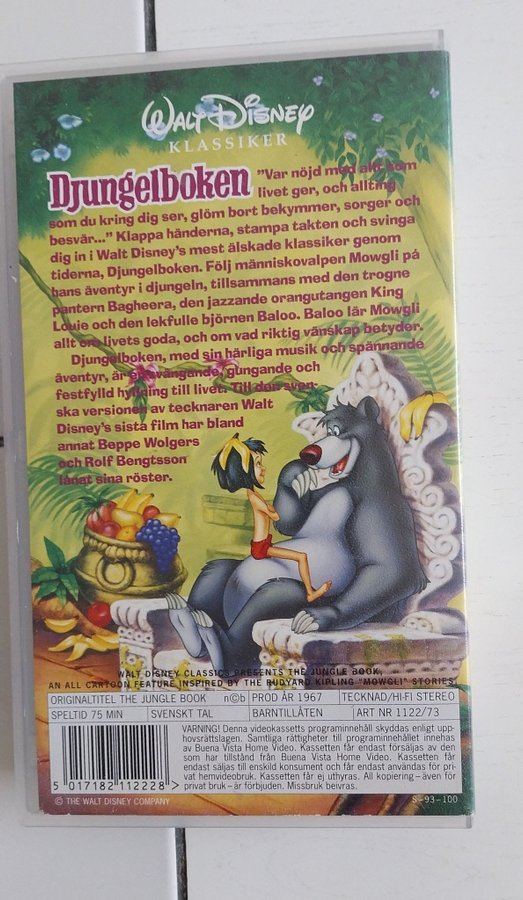 WALT DISNEY
KLASSIKER
Djungelboken "Var nöjd med allt som
livet ger, och allting
som du kring dig ser, glöm bort bekymmer, sorger och
besvär..." Klappa händerna, stampa takten och svinga
dig in i Walt Disney's mest älskade klassiker genom
tiderna, Djungelboken. Följ människovalpen Mowgli på
hans äventyr i djungeln, tillsammans med den trogne
pantern Bagheera, den jazzande orangutangen King
Louie och den lekfulle björnen Baloo. Baloo lär Mowgli
allt om livets goda, och om vad riktig vänskap betyder.
Djungelboken, med sin härliga musik och spännande
äventyr, är en svängande, gungande och
festfylld hyllning till livet. Till den sven-
ska versionen av tecknaren Walt
Disney's sista film har bland
annat Beppe Wolgers
och Rolf Bengtsson
lånat sina röster.
WALT DISNEY CLASSICS PRESENTS THE JUNGLE BOOK
AN ALL CARTOON FEATURE INSPIRED BY THE RUDYARD KIPLING "MOWGLI" STORIES.
ORIGINALTITEL THE JUNGLE BOOK n©b PROD ÅR 1967 TECKNAD/HI-FI STEREO
SPELTID 75 MIN SVENSKT TAL BARNTILLÅTEN ART NR 1122/73
VARNING! Denna videokassetts programinnehåll skyddas enligt upp-
hovsrättslagen. Samtliga rättigheter till programinnehållet innehas
av Buena Vista Home Video. Kassetten får endast försäljas av den
som har tillstånd från Buena Vista Home Video. Kassetten får
endast säljas till enskild konsument och får endast användas för pri-
vat hemvideobruk. Kassetten får ej uthyras. All kopiering – även för
privat bruk – är förbjuden. Missbruk beivras.
5 017182 112228 >
© THE WALT DISNEY COMPANY
S-93-100